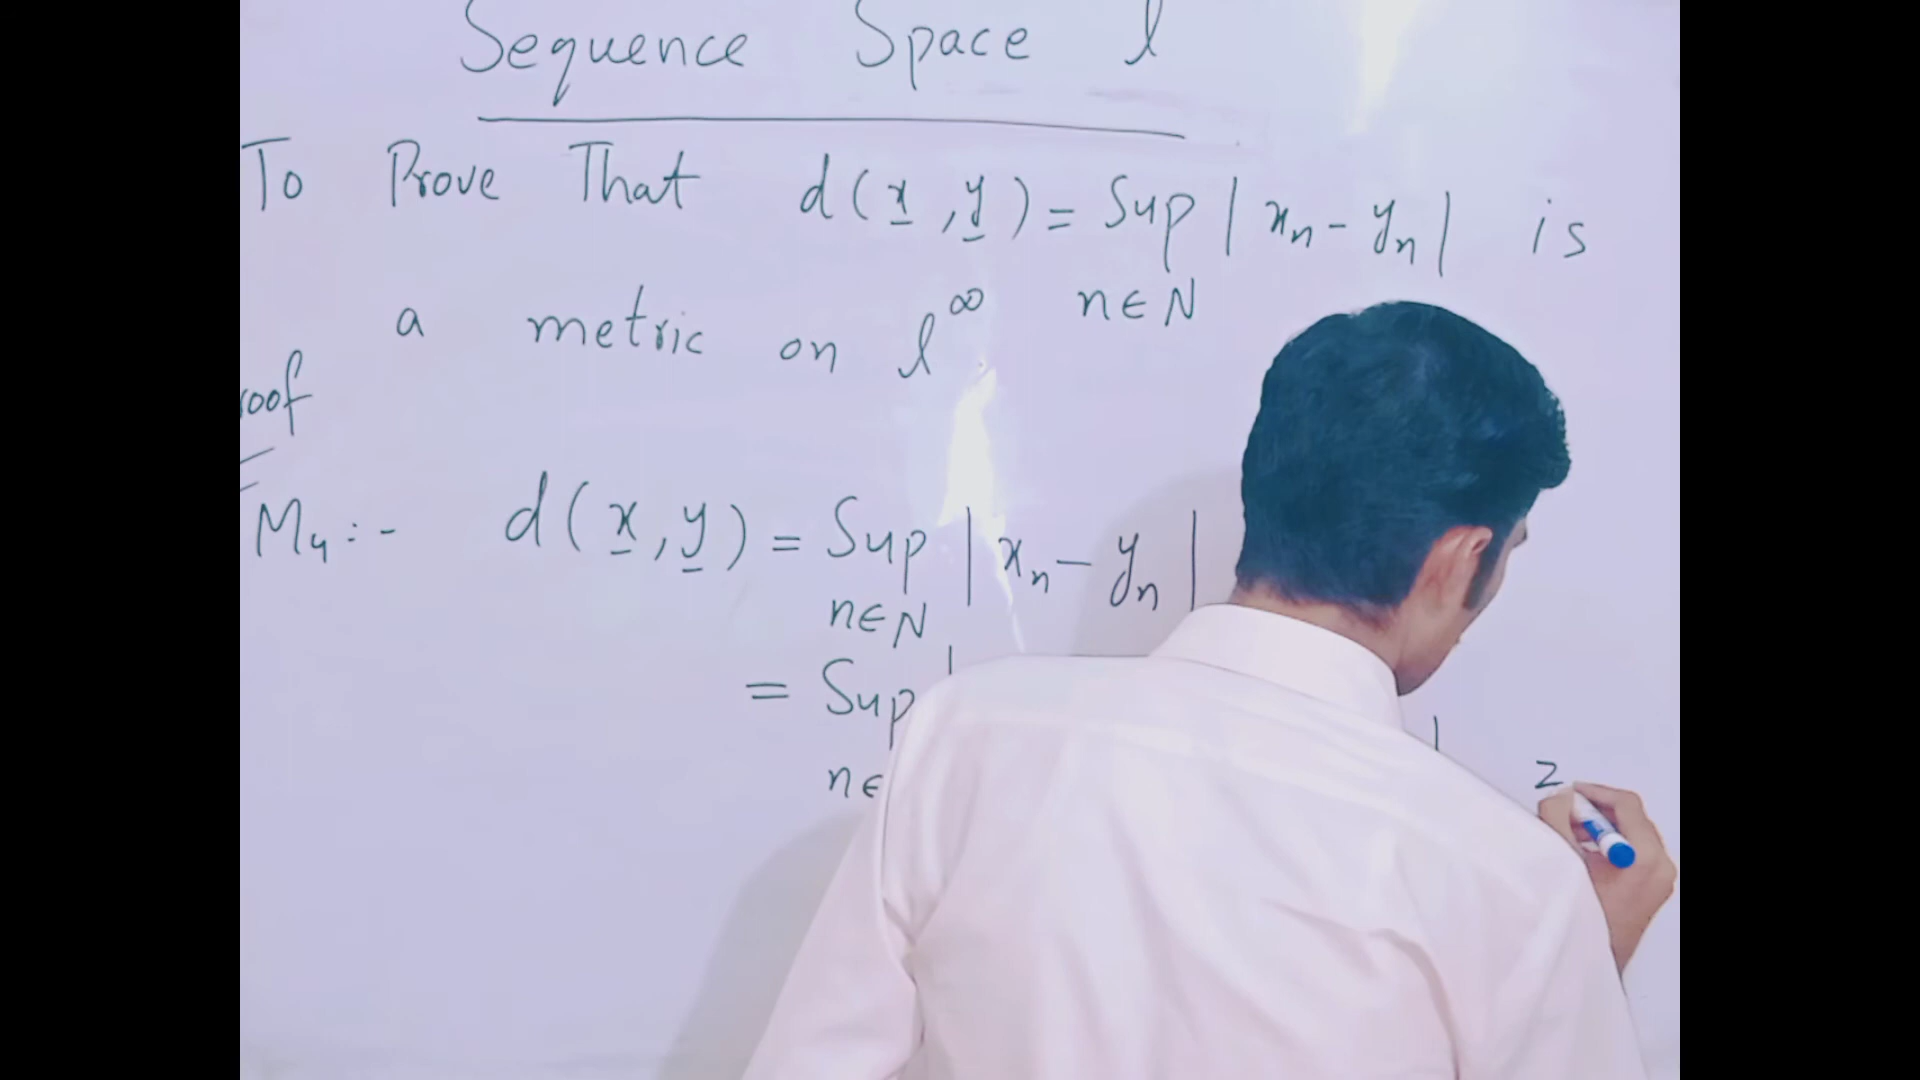 Sequence Space l
To Prove That d(x, y) = Sup | xn - yn | is
n∈N
a metric on l∞
roof
M4 :- d(x, y) = Sup | xn - yn |
n∈N
= Sup | |
n∈
z